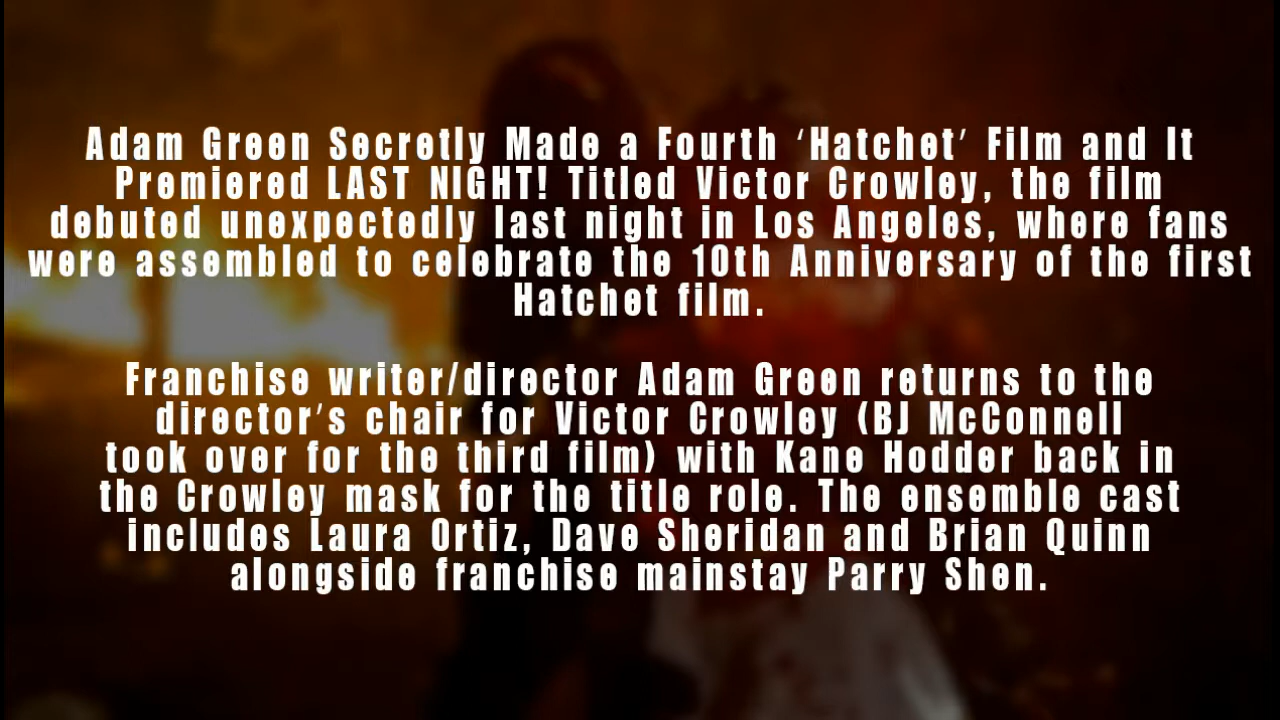 Adam Green Secretly Made a Fourth ‘Hatchet’ Film and It
Premiered LAST NIGHT! Titled Victor Crowley, the film
debuted unexpectedly last night in Los Angeles, where fans
were assembled to celebrate the 10th Anniversary of the first
Hatchet film.
Franchise writer/director Adam Green returns to the
director’s chair for Victor Crowley (BJ McConnell
took over for the third film) with Kane Hodder back in
the Crowley mask for the title role. The ensemble cast
includes Laura Ortiz, Dave Sheridan and Brian Quinn
alongside franchise mainstay Parry Shen.